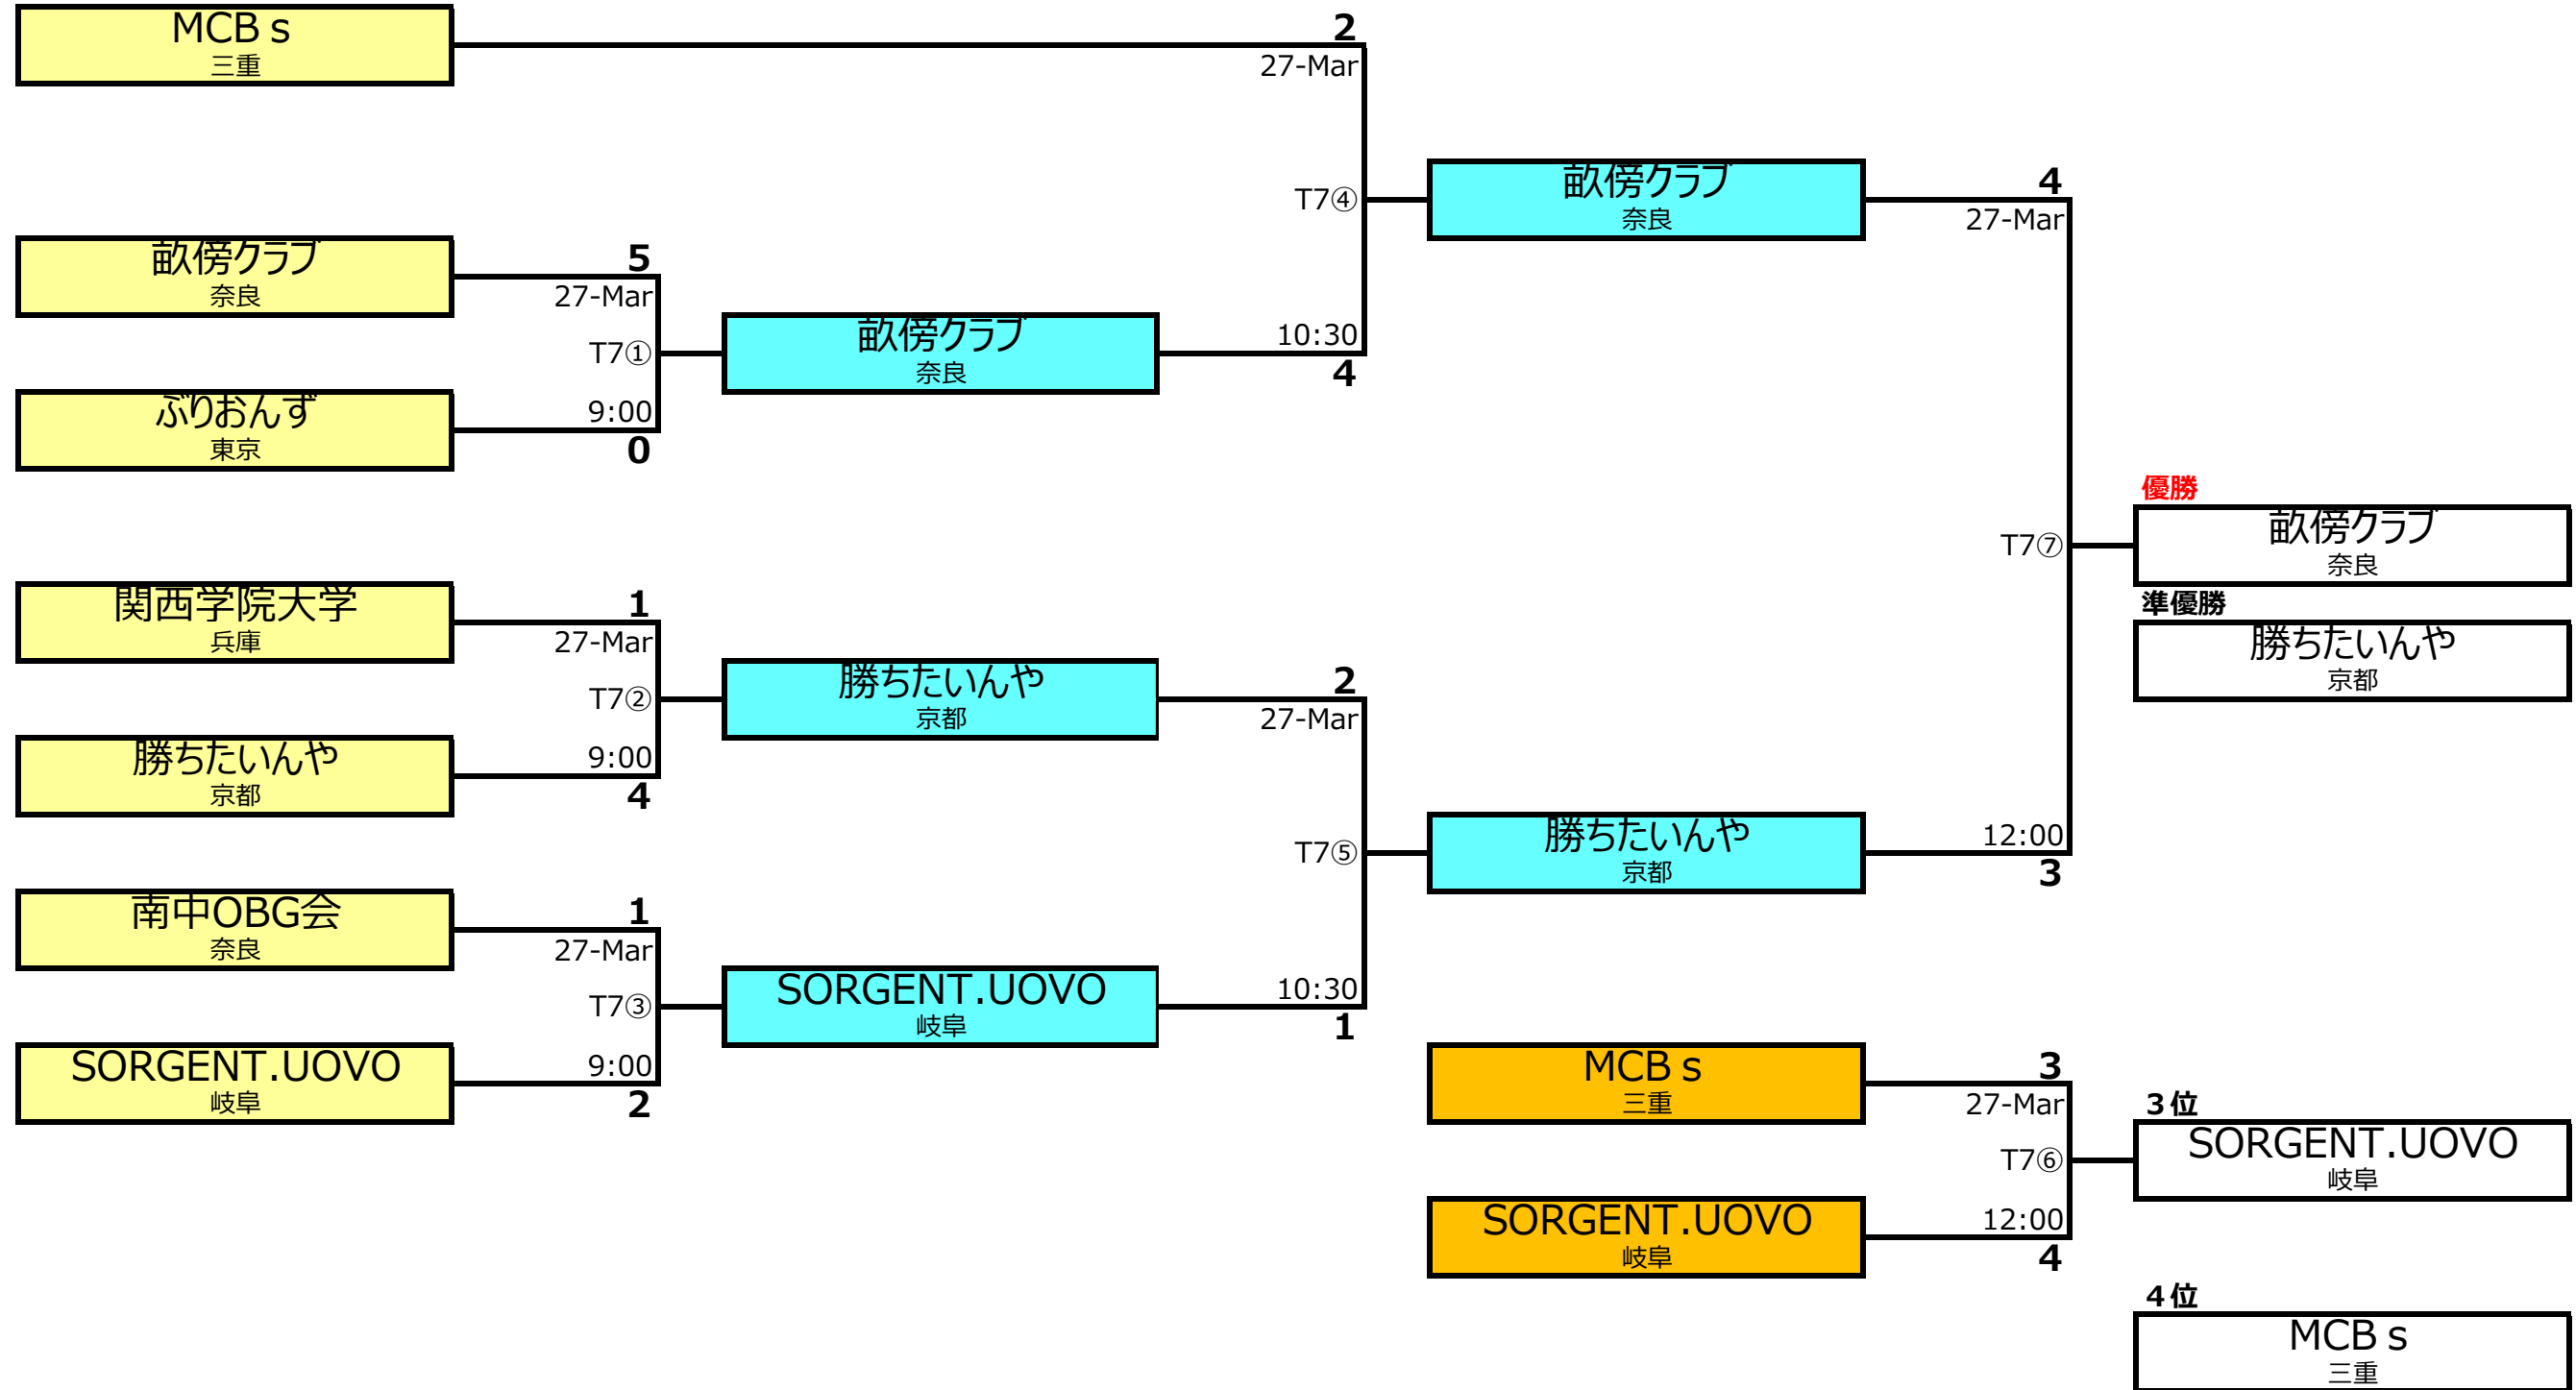 MCB s
三重
2
27-Mar
T7④
畝傍クラブ
奈良
4
27-Mar
畝傍クラブ
奈良
5
27-Mar
T7①
畝傍クラブ
奈良
10:30
4
ぶりおんず
東京
9:00
0
優勝
畝傍クラブ
奈良
T7⑦
準優勝
勝ちたいんや
京都
関西学院大学
兵庫
1
27-Mar
T7②
勝ちたいんや
京都
2
27-Mar
勝ちたいんや
京都
9:00
4
T7⑤
勝ちたいんや
京都
12:00
3
南中OBG会
奈良
1
27-Mar
T7③
SORGENT.UOVO
岐阜
10:30
1
SORGENT.UOVO
岐阜
9:00
2
MCB s
三重
3
27-Mar
T7⑥
３位
SORGENT.UOVO
岐阜
SORGENT.UOVO
岐阜
12:00
4
４位
MCB s
三重